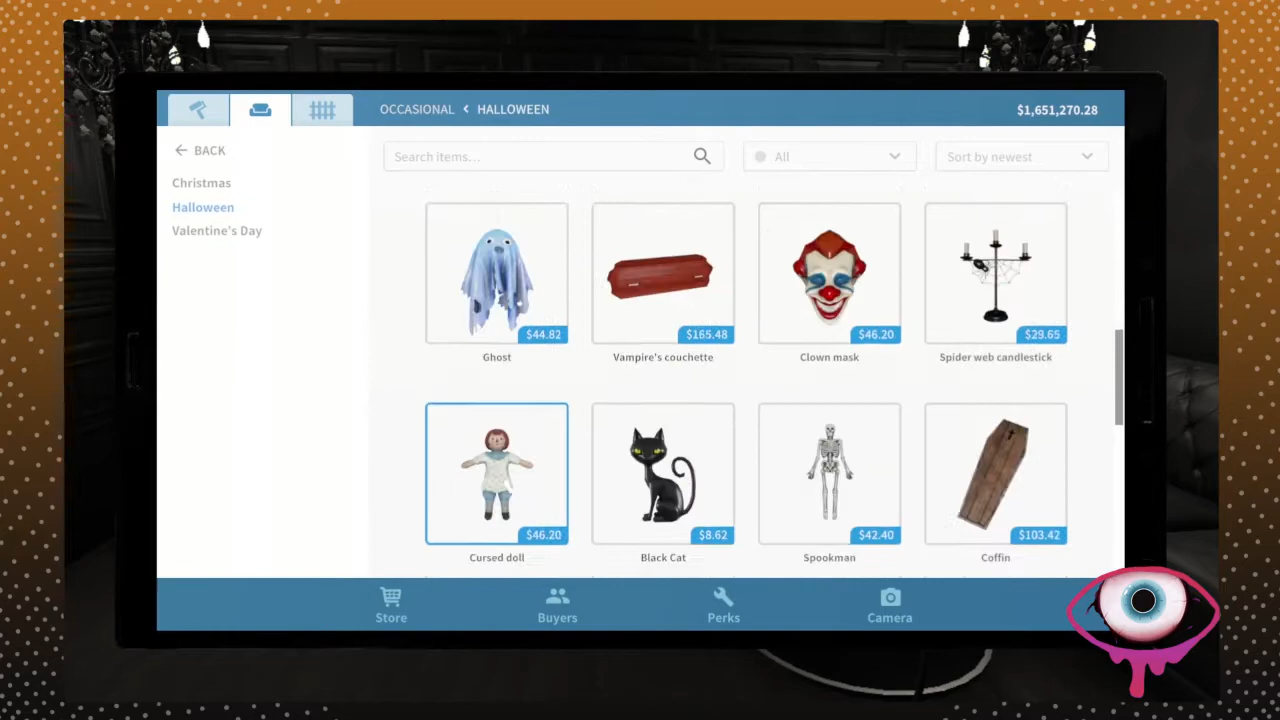 OCCASIONAL < HALLOWEEN
$1,651,270.28
BACK
Christmas
Halloween
Valentine's Day
Search items...
All
Sort by newest
$44.82
$165.48
$46.20
$29.65
Ghost
Vampire's couchette
Clown mask
Spider web candlestick
$46.20
$8.62
$42.40
$103.42
Cursed doll
Black Cat
Spookman
Coffin
Store
Buyers
Perks
Camera